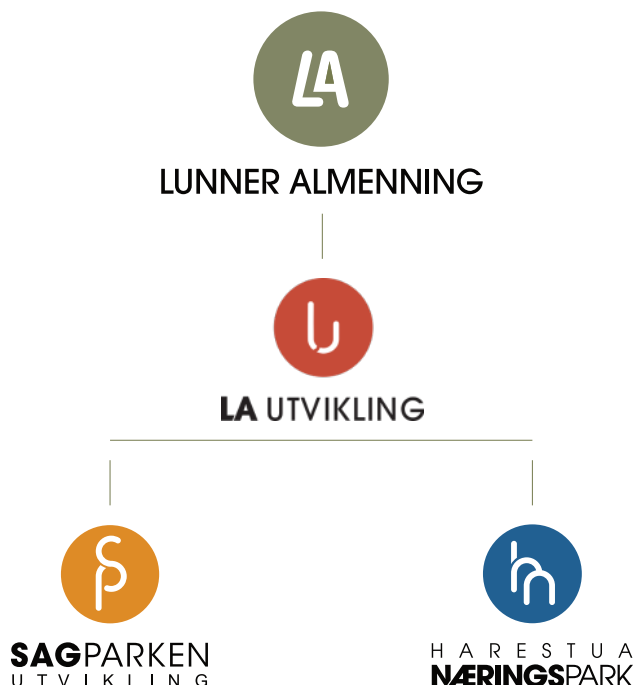 LA
LUNNER ALMENNING
LA UTVIKLING
SAGPARKEN
UTVIKLING
HARESTUA
NÆRINGSPARK